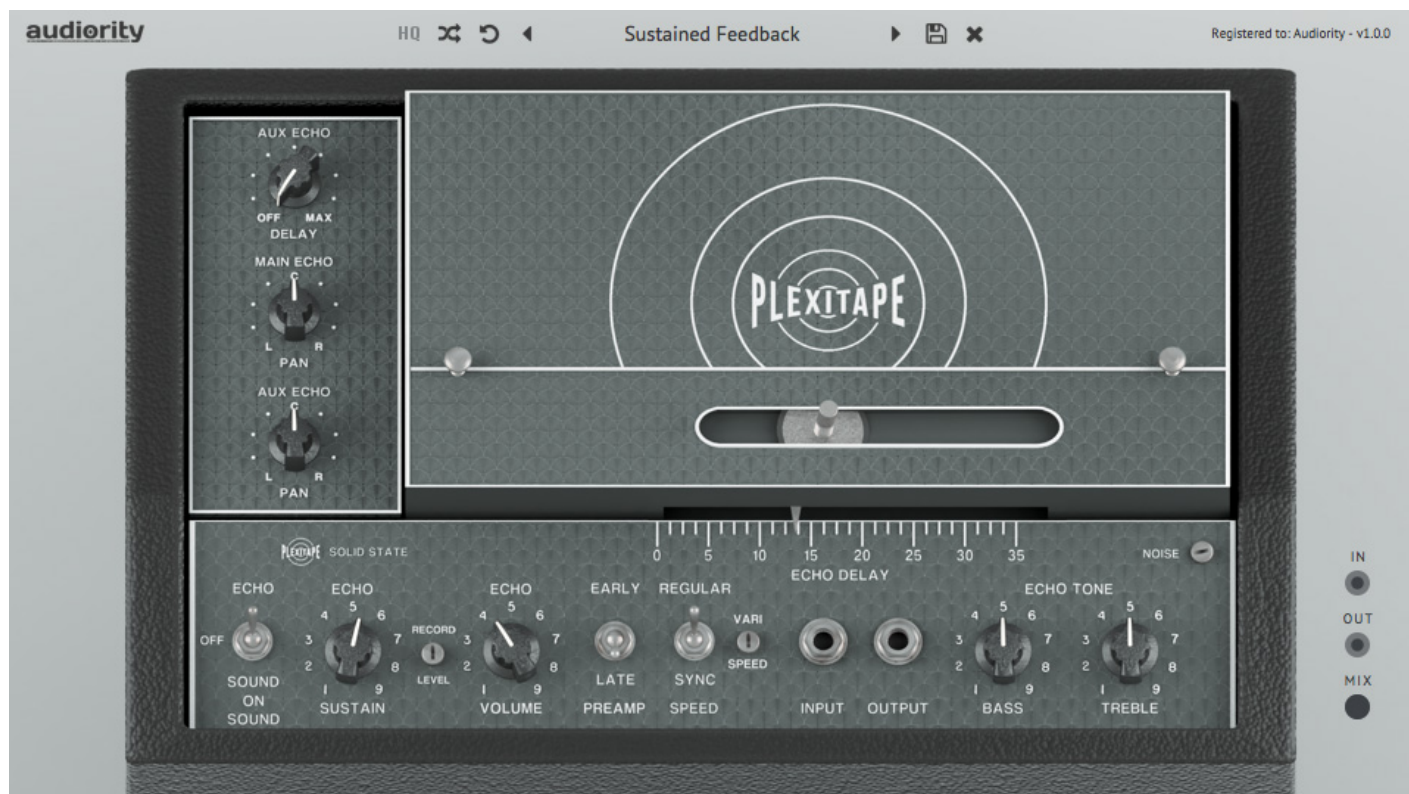 audiority
HQ
Sustained Feedback
Registered to: Audiority - v1.0.0
AUX ECHO
OFF MAX
DELAY
MAIN ECHO
C
L R
PAN
AUX ECHO
C
L R
PAN
PLEXITAPE
PLEXITAPE SOLID STATE
0 5 10 15 20 25 30 35
ECHO DELAY
NOISE
ECHO
OFF
SOUND
ON
SOUND
ECHO
1 2 3 4 5 6 7 8 9
SUSTAIN
RECORD
LEVEL
ECHO
1 2 3 4 5 6 7 8 9
VOLUME
EARLY
LATE
PREAMP
REGULAR
SYNC
SPEED
VARI
SPEED
INPUT
OUTPUT
ECHO TONE
1 2 3 4 5 6 7 8 9
BASS
1 2 3 4 5 6 7 8 9
TREBLE
IN
OUT
MIX